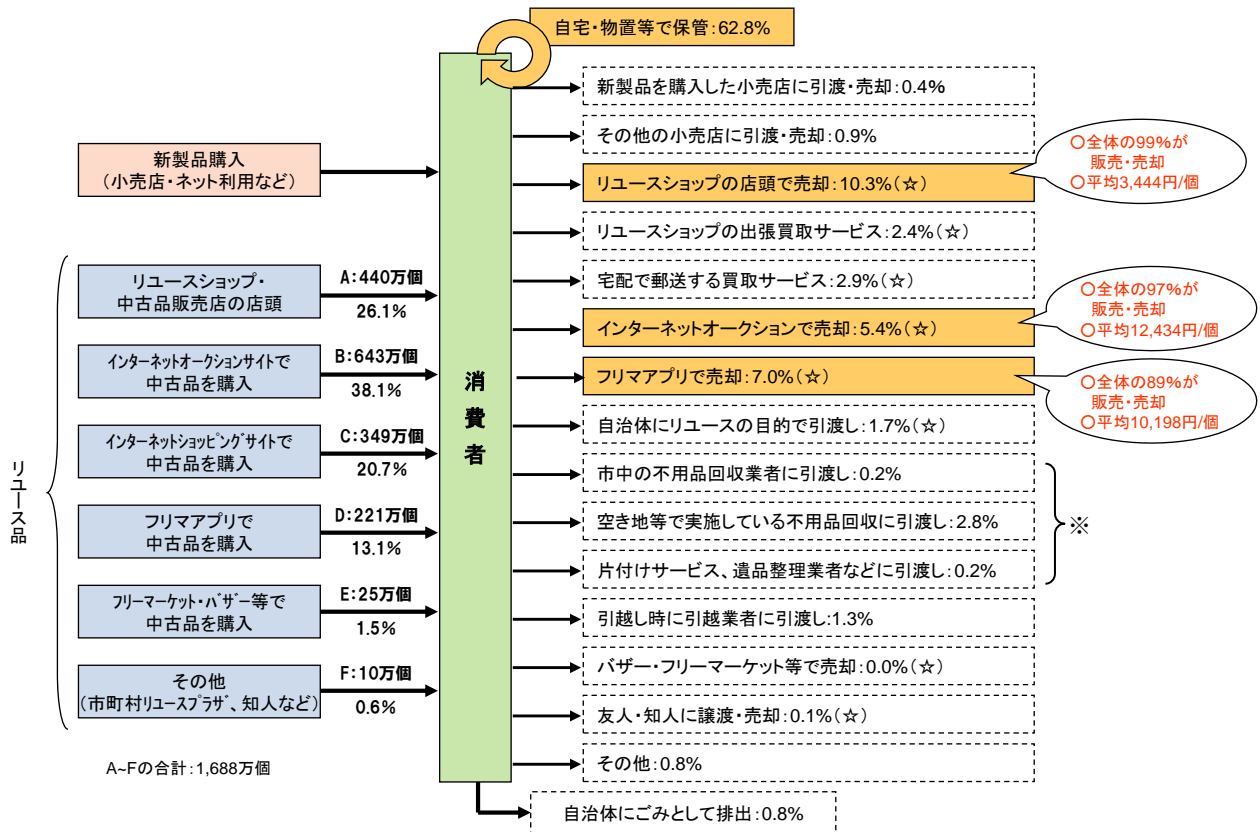 自宅・物置等で保管：62.8%
新製品を購入した小売店に引渡・売却：0.4%
その他の小売店に引渡・売却：0.9%
リユースショップの店頭で売却：10.3%（☆）
リユースショップの出張買取サービス：2.4%（☆）
宅配で郵送する買取サービス：2.9%（☆）
インターネットオークションで売却：5.4%（☆）
フリマアプリで売却：7.0%（☆）
自治体にリユースの目的で引渡し：1.7%（☆）
市中の不用品回収業者に引渡し：0.2%
空き地等で実施している不用品回収に引渡し：2.8%
片付けサービス、遺品整理業者などに引渡し：0.2%
※
引越し時に引越業者に引渡し：1.3%
バザー・フリーマーケット等で売却：0.0%（☆）
友人・知人に譲渡・売却：0.1%（☆）
その他：0.8%
自治体にごみとして排出：0.8%
○全体の99%が
販売・売却
○平均3,444円/個
○全体の97%が
販売・売却
○平均12,434円/個
○全体の89%が
販売・売却
○平均10,198円/個
消費者
新製品購入
（小売店・ネット利用など）
リユース品
リユースショップ・
中古品販売店の店頭
A：440万個
26.1%
インターネットオークションサイトで
中古品を購入
B：643万個
38.1%
インターネットショッピングサイトで
中古品を購入
C：349万個
20.7%
フリマアプリで
中古品を購入
D：221万個
13.1%
フリーマーケット・バザー等で
中古品を購入
E：25万個
1.5%
その他
（市町村リユースプラザ、知人など）
F：10万個
0.6%
A~Fの合計：1,688万個